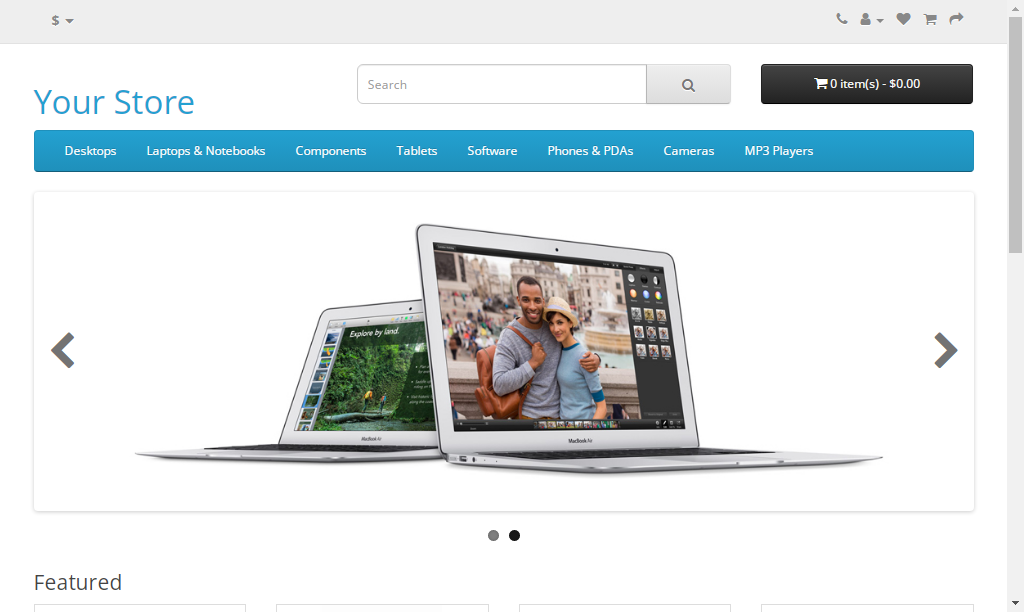 $
Search
0 item(s) - $0.00
Your Store
Desktops
Laptops & Notebooks
Components
Tablets
Software
Phones & PDAs
Cameras
MP3 Players
Explore by land.
MacBook Air
MacBook Air
Featured